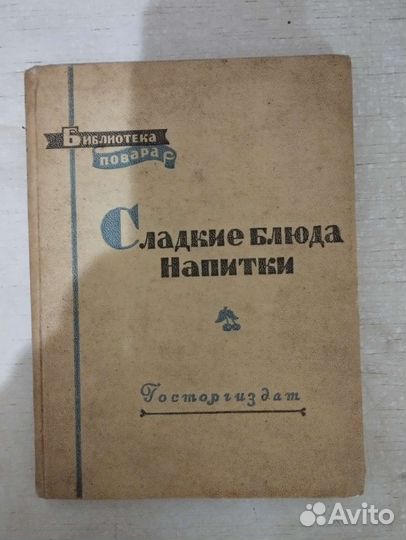 Библиотека
повара
Сладкие блюда
Напитки
Госторгиздат
Avito